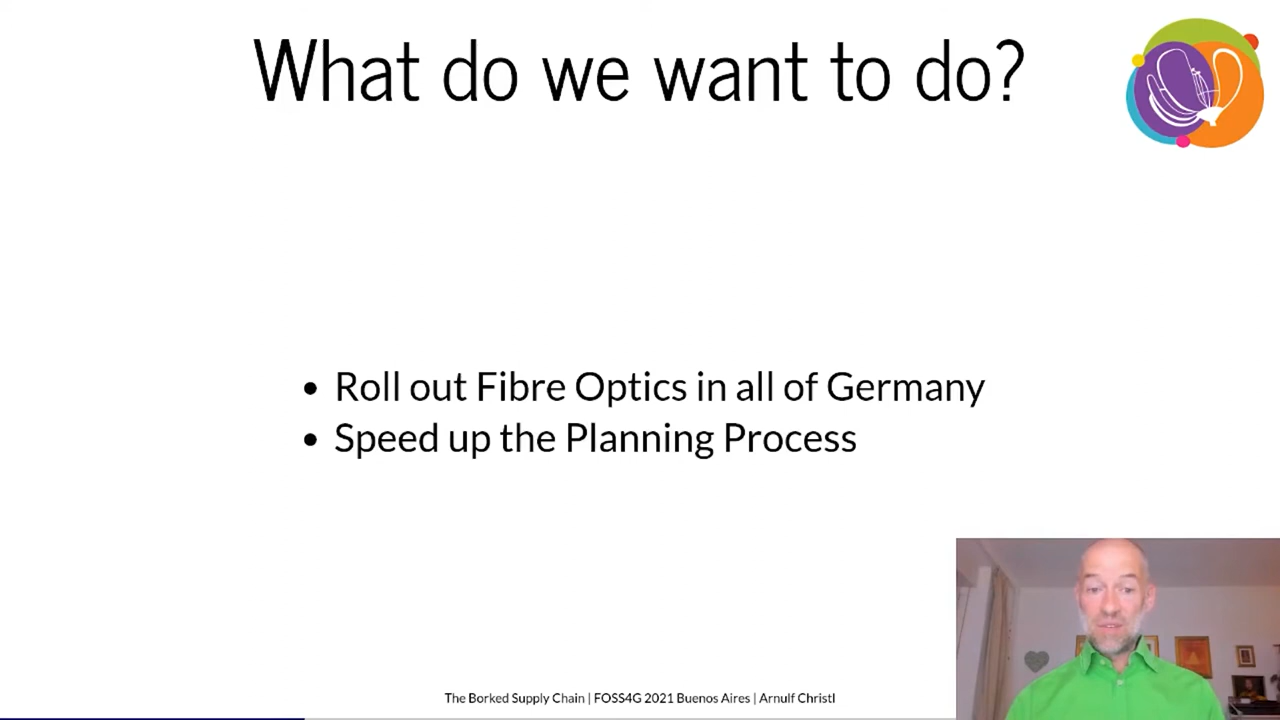 What do we want to do?
• Roll out Fibre Optics in all of Germany
• Speed up the Planning Process
The Borked Supply Chain | FOSS4G 2021 Buenos Aires | Arnulf Christl